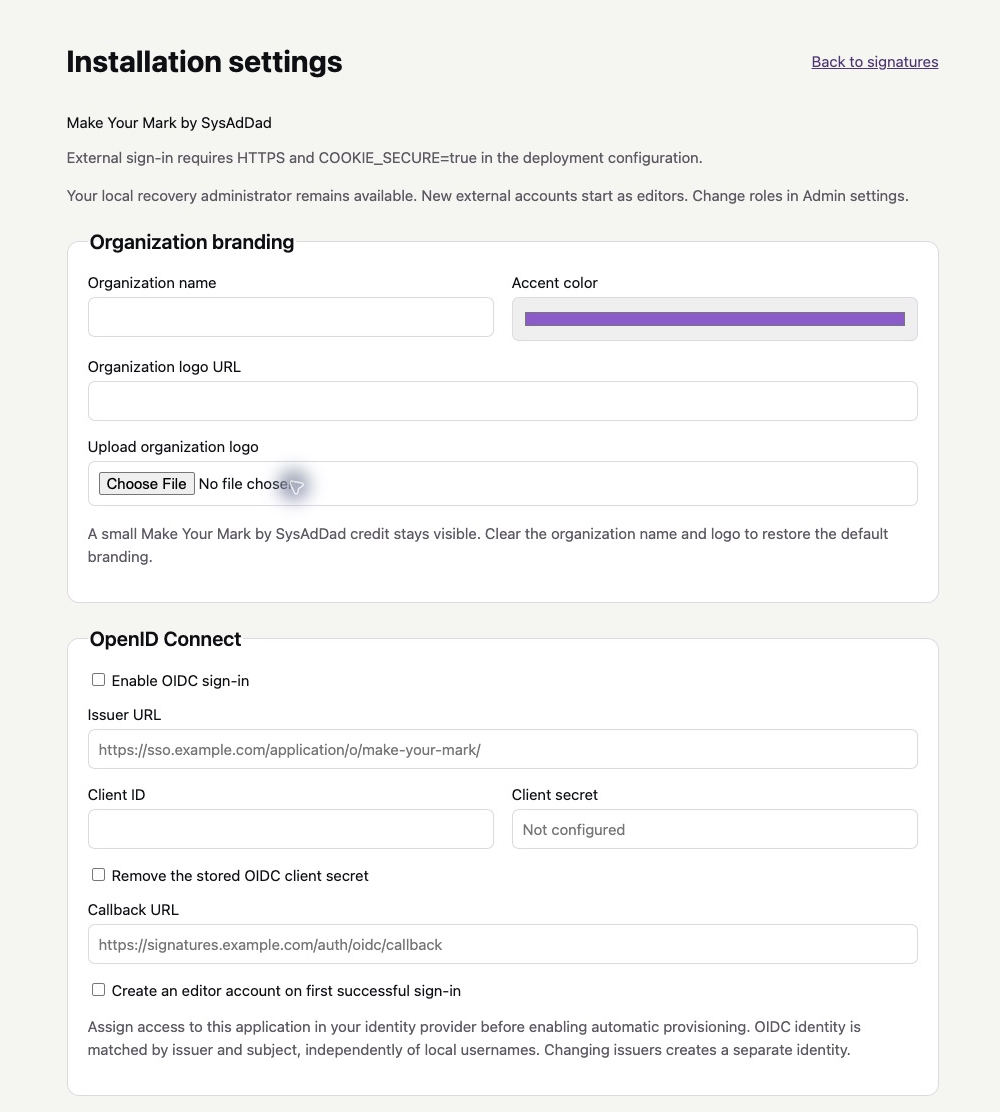 Installation settings
Back to signatures
Make Your Mark by SysAdDad
External sign-in requires HTTPS and COOKIE_SECURE=true in the deployment configuration.
Your local recovery administrator remains available. New external accounts start as editors. Change roles in Admin settings.
Organization branding
Organization name
Accent color
Organization logo URL
Upload organization logo
Choose File No file chosen
A small Make Your Mark by SysAdDad credit stays visible. Clear the organization name and logo to restore the default
branding.
OpenID Connect
Enable OIDC sign-in
Issuer URL
https://sso.example.com/application/o/make-your-mark/
Client ID
Client secret
Not configured
Remove the stored OIDC client secret
Callback URL
https://signatures.example.com/auth/oidc/callback
Create an editor account on first successful sign-in
Assign access to this application in your identity provider before enabling automatic provisioning. OIDC identity is
matched by issuer and subject, independently of local usernames. Changing issuers creates a separate identity.